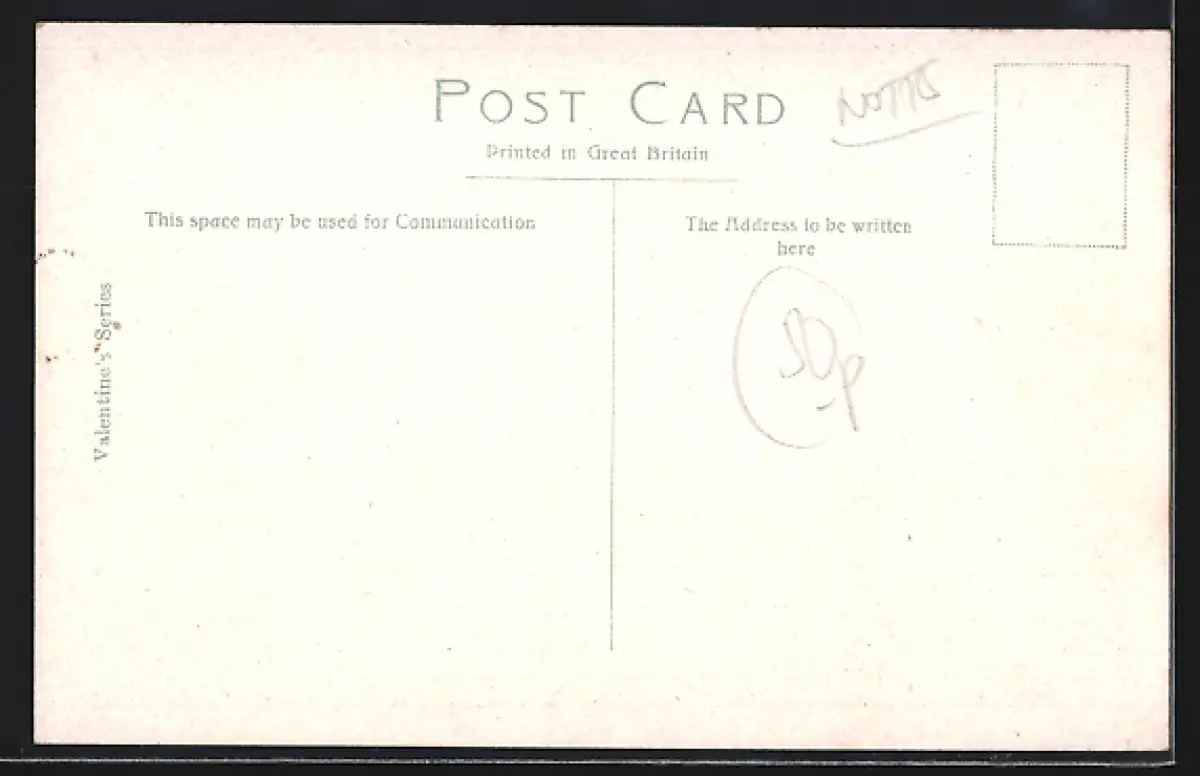 POST CARD
NOTTS
Printed in Great Britain
This space may be used for Communication
The Address to be written
here
Valentine's Series
50p